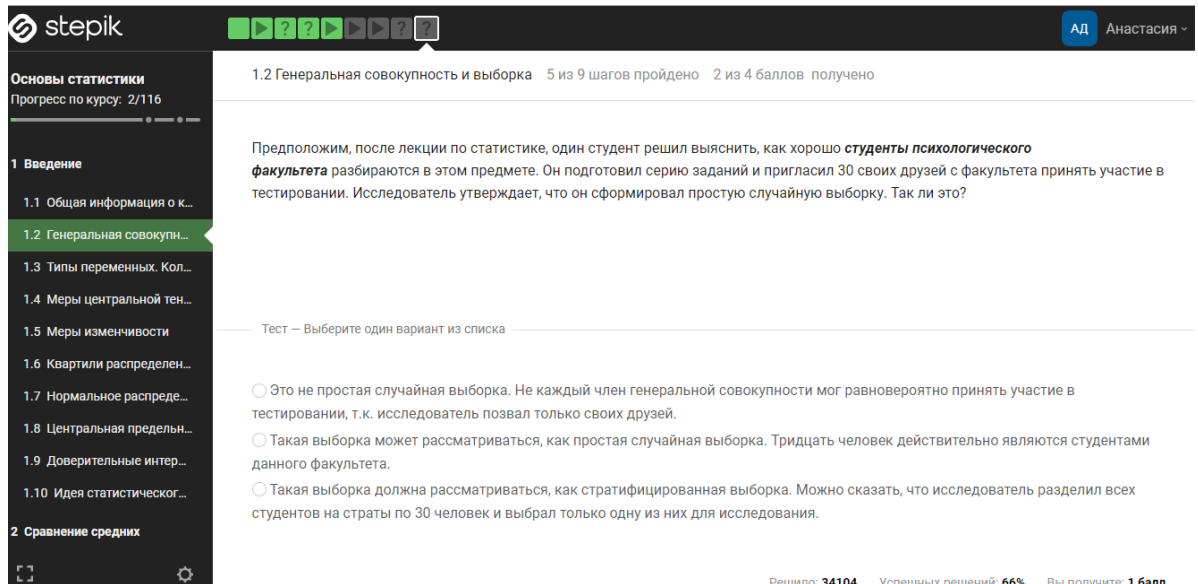 stepik
? ? ? ?
АД Анастасия
Основы статистики
Прогресс по курсу: 2/116
1 Введение
1.1 Общая информация о к...
1.2 Генеральная совокупн...
1.3 Типы переменных. Кол...
1.4 Меры центральной тен...
1.5 Меры изменчивости
1.6 Квартили распределен...
1.7 Нормальное распреде...
1.8 Центральная предельн...
1.9 Доверительные интер...
1.10 Идея статистическог...
2 Сравнение средних
1.2 Генеральная совокупность и выборка 5 из 9 шагов пройдено 2 из 4 баллов получено
Предположим, после лекции по статистике, один студент решил выяснить, как хорошо студенты психологического
факультета разбираются в этом предмете. Он подготовил серию заданий и пригласил 30 своих друзей с факультета принять участие в
тестировании. Исследователь утверждает, что он сформировал простую случайную выборку. Так ли это?
Тест — Выберите один вариант из списка
Это не простая случайная выборка. Не каждый член генеральной совокупности мог равновероятно принять участие в
тестировании, т.к. исследователь позвал только своих друзей.
Такая выборка может рассматриваться, как простая случайная выборка. Тридцать человек действительно являются студентами
данного факультета.
Такая выборка должна рассматриваться, как стратифицированная выборка. Можно сказать, что исследователь разделил всех
студентов на страты по 30 человек и выбрал только одну из них для исследования.
Решило: 34104 Успешных решений: 66% Вы получите: 1 балл